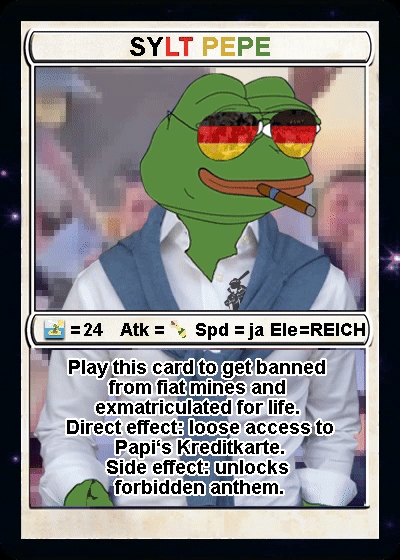 SYLT PEPE
=24 Atk = Spd = ja Ele=REICH
Play this card to get banned
from fiat mines and
exmatriculated for life.
Direct effect: loose access to
Papi's Kreditkarte.
Side effect: unlocks
forbidden anthem.